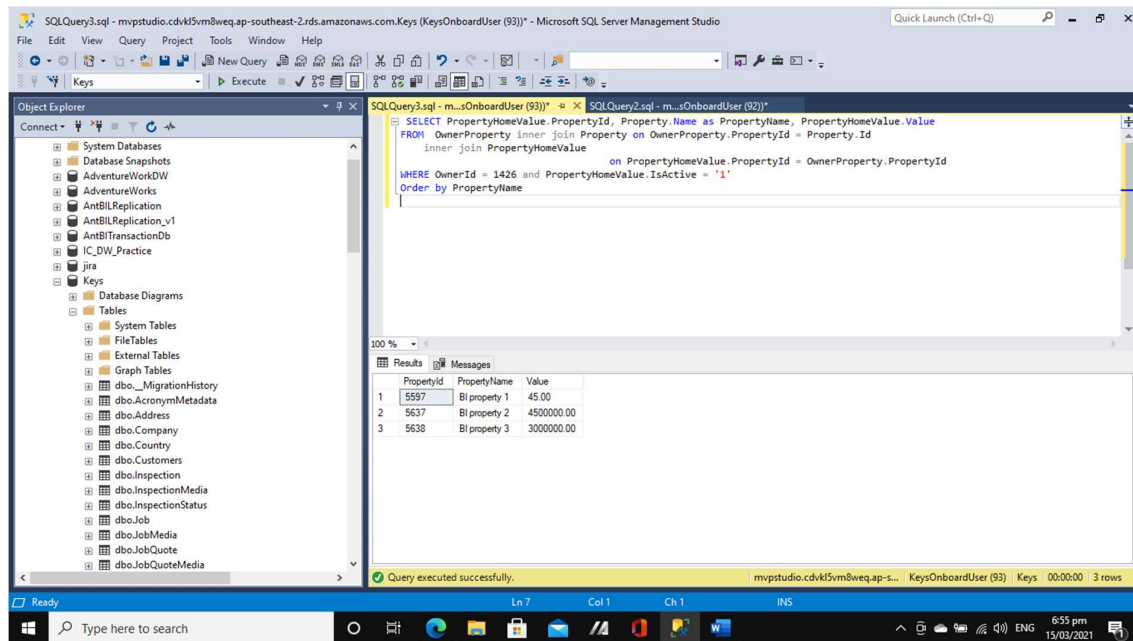 SQLQuery3.sql - mvpstudio.cdvkl5vm8weq.ap-southeast-2.rds.amazonaws.com.Keys (KeysOnboardUser (93))* - Microsoft SQL Server Management Studio
Quick Launch (Ctrl+Q)
File Edit View Query Project Tools Window Help
New Query
Keys
Execute
Object Explorer
SQLQuery3.sql - m...sOnboardUser (93))*
SQLQuery2.sql - m...sOnboardUser (92))*
Connect
System Databases
Database Snapshots
AdventureWorkDW
AdventureWorks
AntBILReplication
AntBILReplication_v1
AntBITransactionDb
IC_DW_Practice
jira
Keys
Database Diagrams
Tables
System Tables
FileTables
External Tables
Graph Tables
dbo.__MigrationHistory
dbo.AcronymMetadata
dbo.Address
dbo.Company
dbo.Country
dbo.Customers
dbo.Inspection
dbo.InspectionMedia
dbo.InspectionStatus
dbo.Job
dbo.JobMedia
dbo.JobQuote
dbo.JobQuoteMedia
SELECT PropertyHomeValue.PropertyId, Property.Name as PropertyName, PropertyHomeValue.Value
FROM OwnerProperty inner join Property on OwnerProperty.PropertyId = Property.Id
inner join PropertyHomeValue
on PropertyHomeValue.PropertyId = OwnerProperty.PropertyId
WHERE OwnerId = 1426 and PropertyHomeValue.IsActive = '1'
Order by PropertyName
100 %
Results Messages
PropertyId PropertyName Value
1 5597 BI property 1 45.00
2 5637 BI property 2 4500000.00
3 5638 BI property 3 3000000.00
Query executed successfully.
mvpstudio.cdvkl5vm8weq.ap-s... KeysOnboardUser (93) Keys 00:00:00 3 rows
Ready Ln 7 Col 1 Ch 1 INS
Type here to search
ENG
6:55 pm
15/03/2021